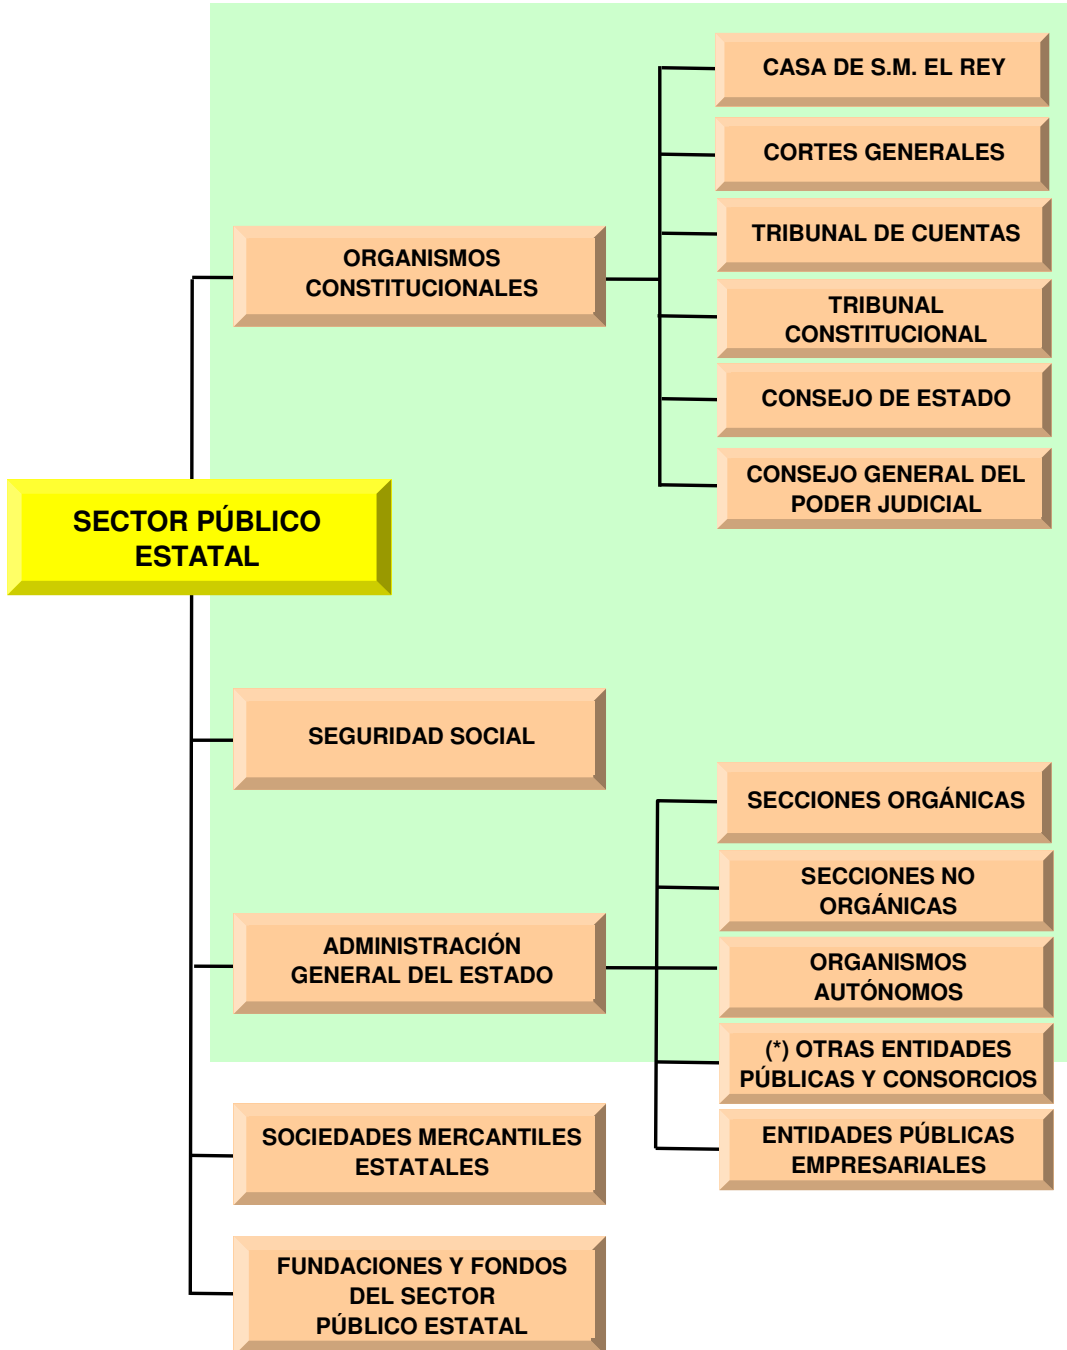 SECTOR PÚBLICO
ESTATAL
ORGANISMOS
CONSTITUCIONALES
CASA DE S.M. EL REY
CORTES GENERALES
TRIBUNAL DE CUENTAS
TRIBUNAL
CONSTITUCIONAL
CONSEJO DE ESTADO
CONSEJO GENERAL DEL
PODER JUDICIAL
SEGURIDAD SOCIAL
ADMINISTRACIÓN
GENERAL DEL ESTADO
SECCIONES ORGÁNICAS
SECCIONES NO
ORGÁNICAS
ORGANISMOS
AUTÓNOMOS
(*) OTRAS ENTIDADES
PÚBLICAS Y CONSORCIOS
ENTIDADES PÚBLICAS
EMPRESARIALES
SOCIEDADES MERCANTILES
ESTATALES
FUNDACIONES Y FONDOS
DEL SECTOR
PÚBLICO ESTATAL